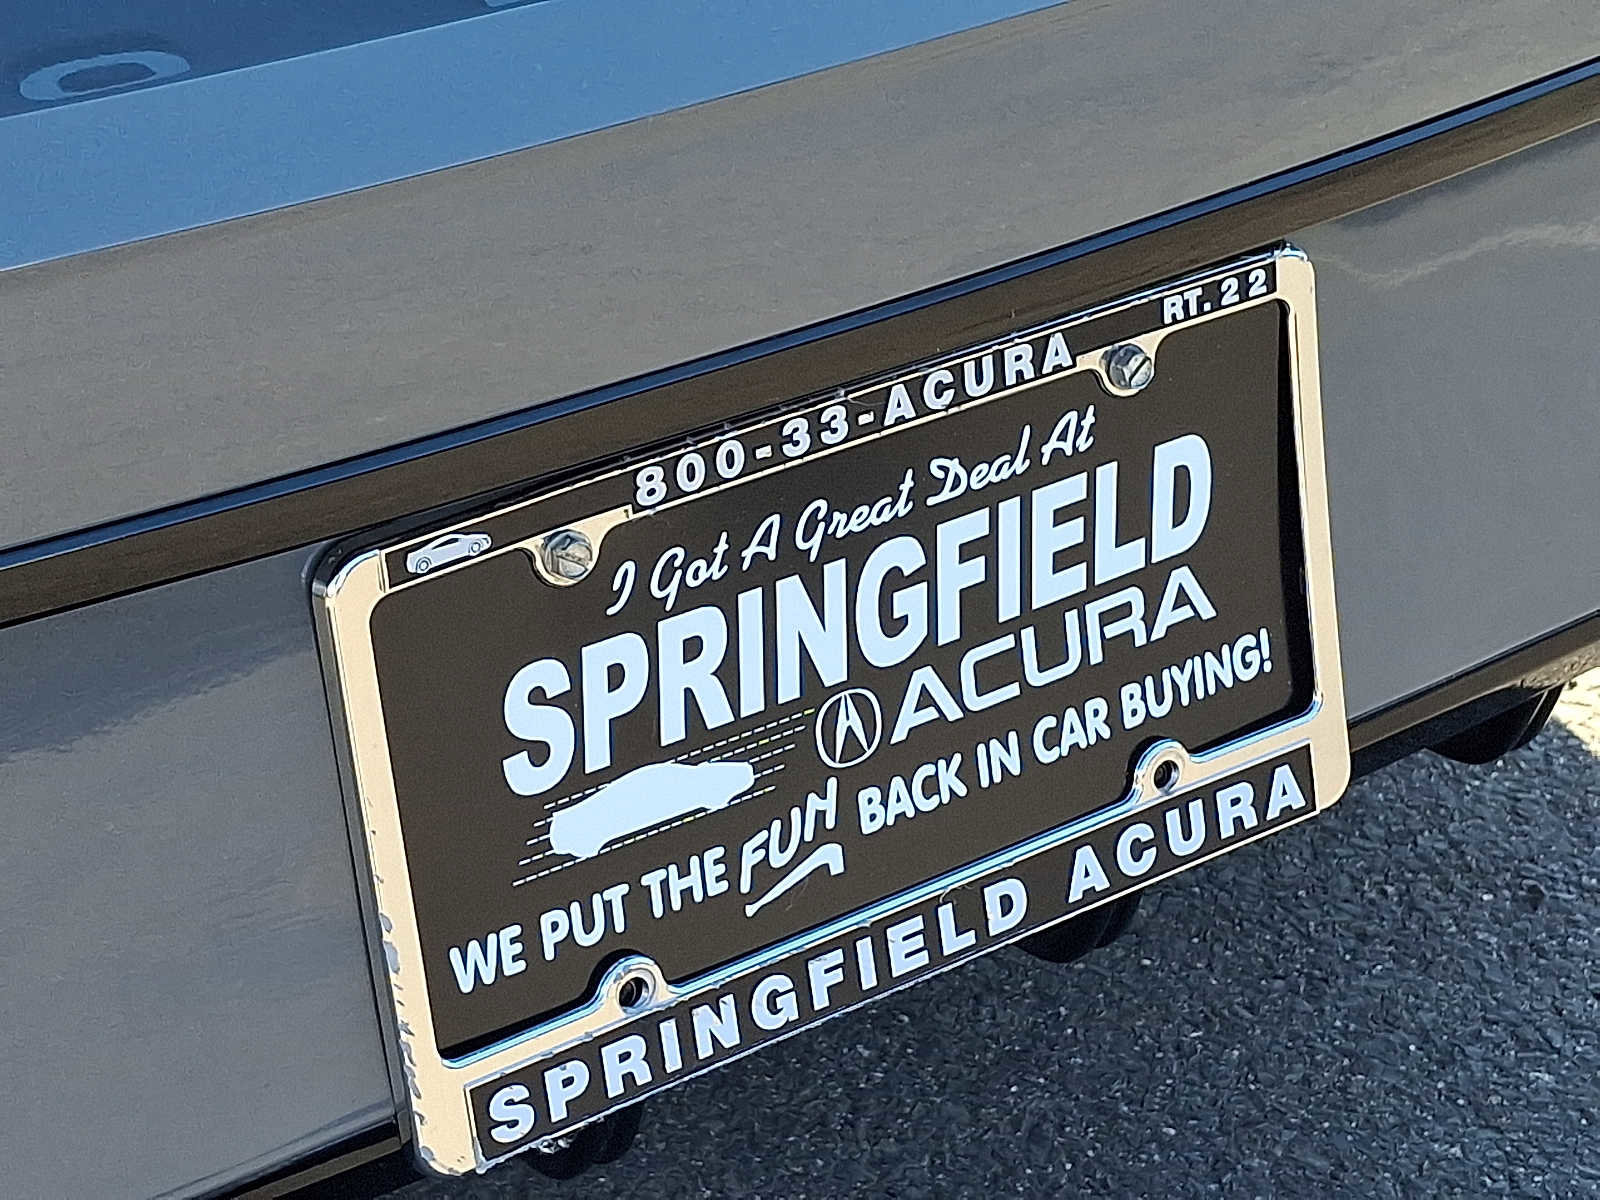 800-33-ACURA RT. 22
I Got A Great Deal At
SPRINGFIELD
ACURA
WE PUT THE FUN BACK IN CAR BUYING!
SPRINGFIELD ACURA